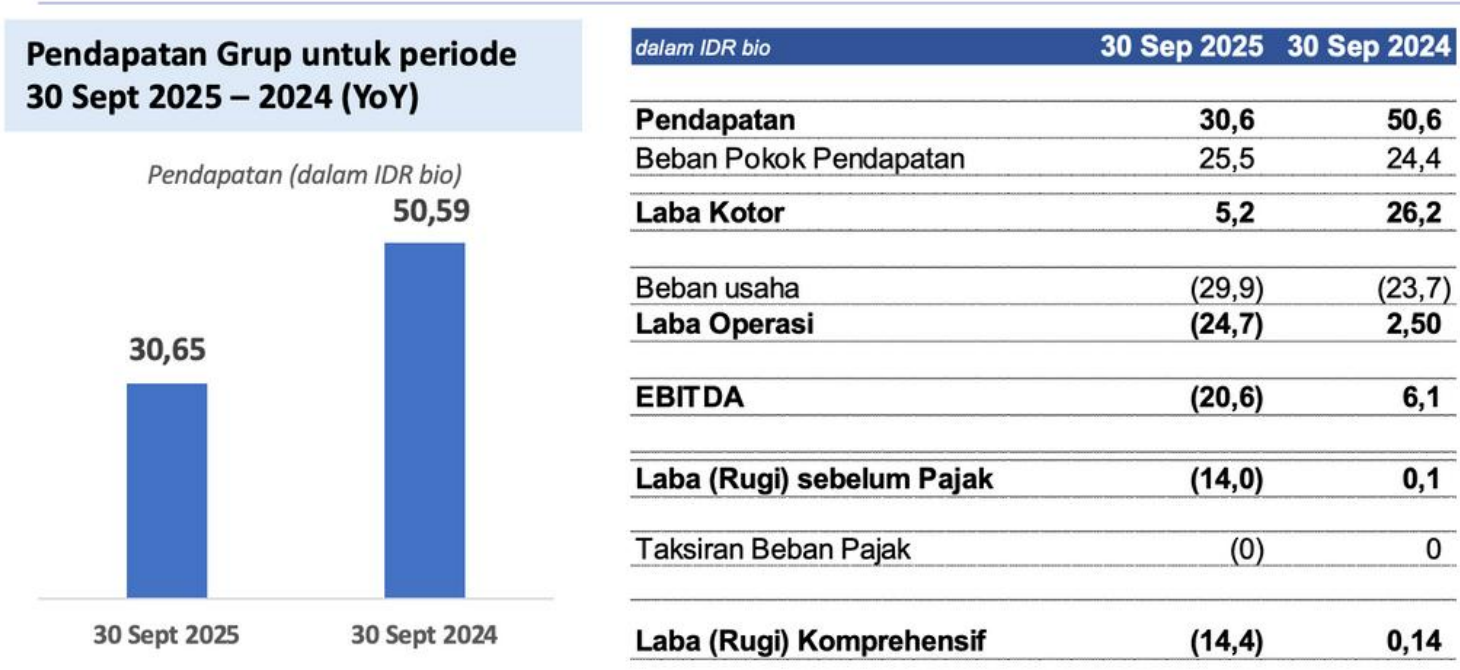 Pendapatan Grup untuk periode
30 Sept 2025 – 2024 (YoY)
Pendapatan (dalam IDR bio)
50,59
30,65
30 Sept 2025 30 Sept 2024
dalam IDR bio 30 Sep 2025 30 Sep 2024
Pendapatan 30,6 50,6
Beban Pokok Pendapatan 25,5 24,4
Laba Kotor 5,2 26,2
Beban usaha (29,9) (23,7)
Laba Operasi (24,7) 2,50
EBITDA (20,6) 6,1
Laba (Rugi) sebelum Pajak (14,0) 0,1
Taksiran Beban Pajak (0) 0
Laba (Rugi) Komprehensif (14,4) 0,14